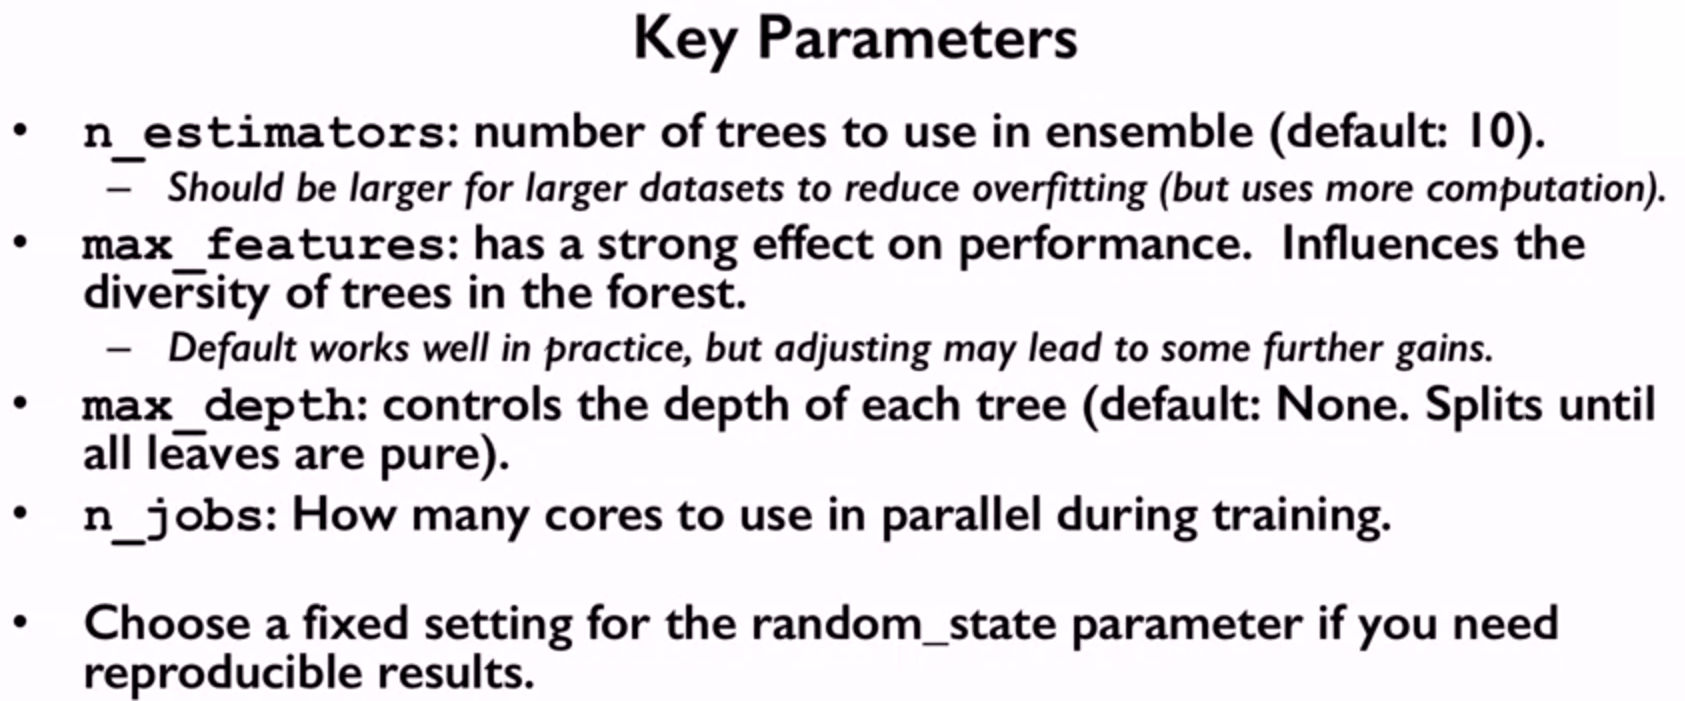 Key Parameters
• n_estimators: number of trees to use in ensemble (default: 10).
– Should be larger for larger datasets to reduce overfitting (but uses more computation).
• max_features: has a strong effect on performance. Influences the
diversity of trees in the forest.
– Default works well in practice, but adjusting may lead to some further gains.
• max_depth: controls the depth of each tree (default: None. Splits until
all leaves are pure).
• n_jobs: How many cores to use in parallel during training.
• Choose a fixed setting for the random_state parameter if you need
reproducible results.